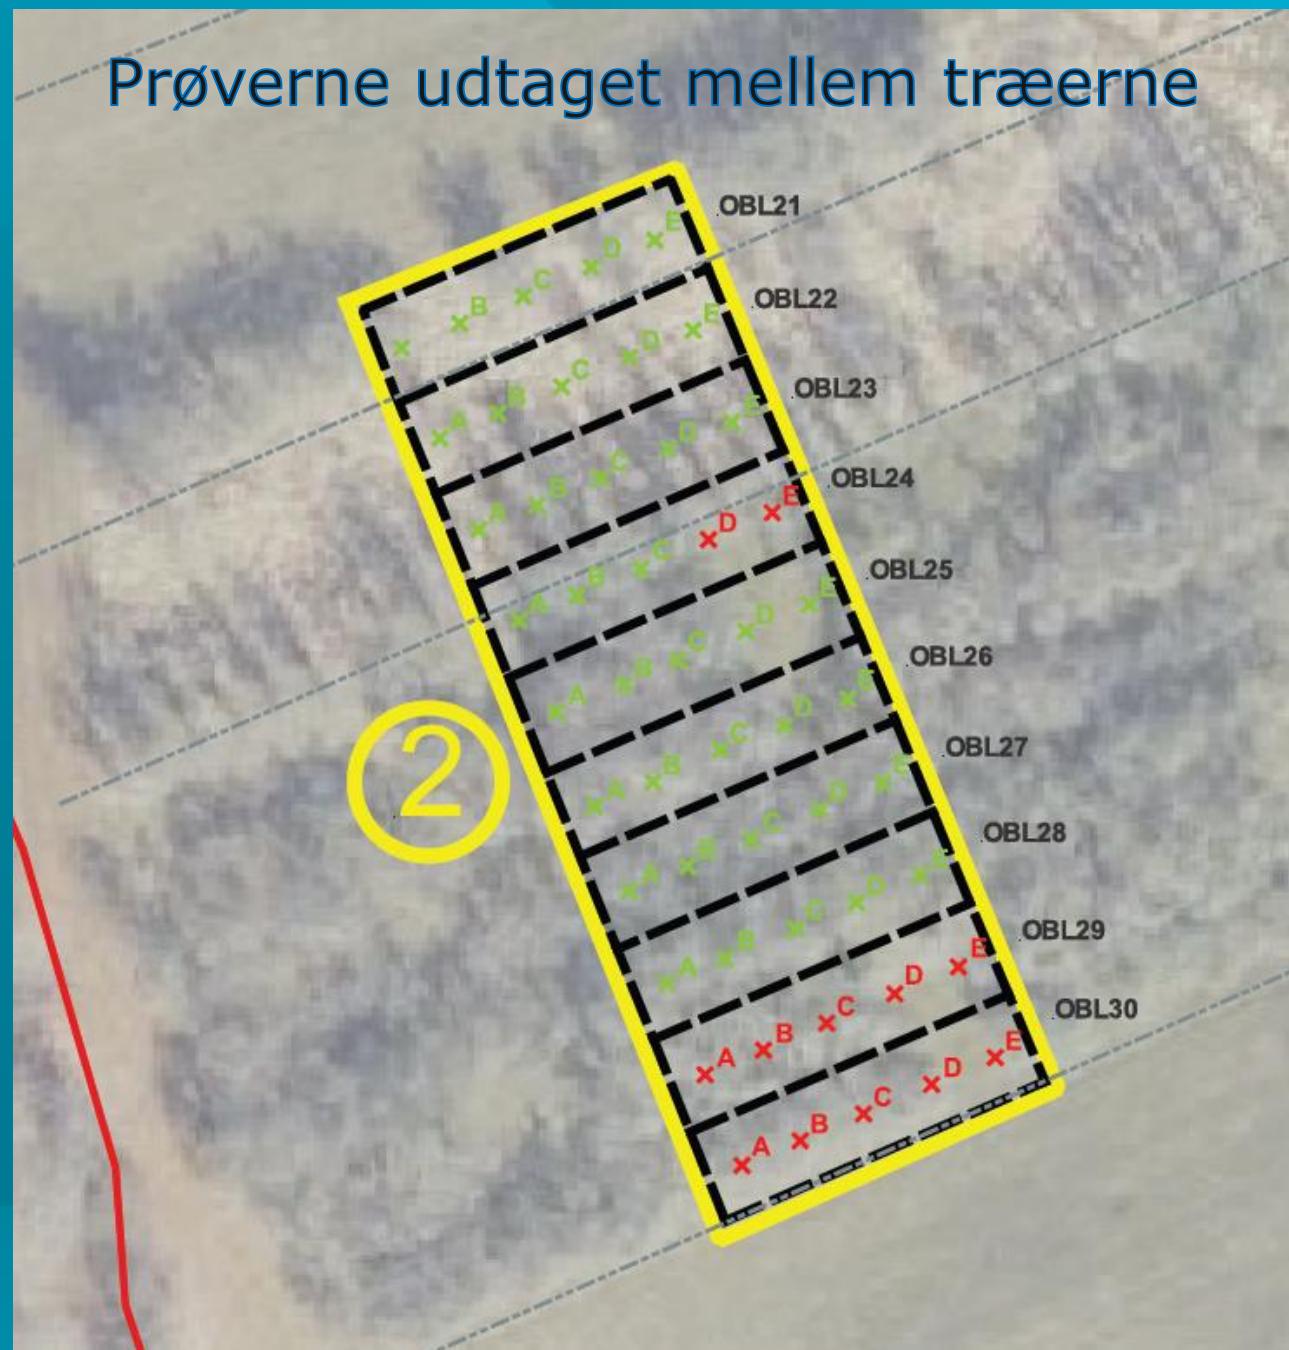 Prøverne udtaget mellem træerne
OBL21
B C D E
OBL22
A B C D E
OBL23
A B C D E
OBL24
A B C D E
OBL25
A B C D E
OBL26
A B C D E
OBL27
A B C D E
OBL28
A B C D E
OBL29
A B C D E
OBL30
A B C D E
2